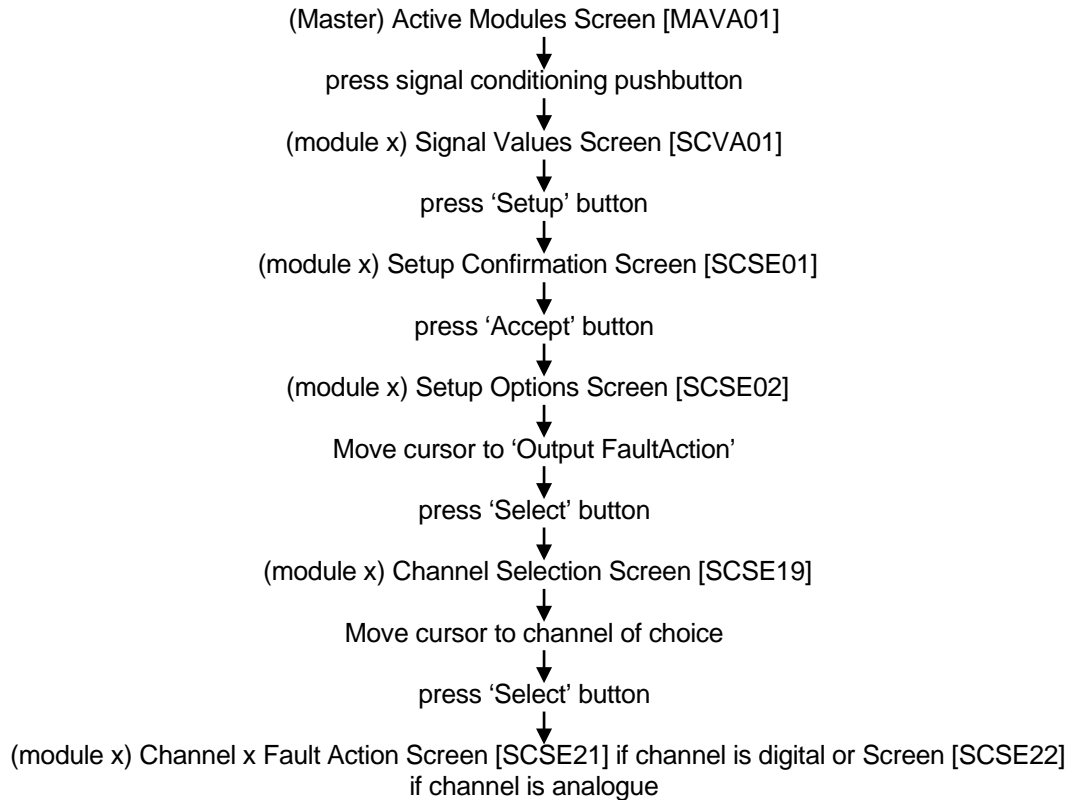 (Master) Active Modules Screen [MAVA01]
press signal conditioning pushbutton
(module x) Signal Values Screen [SCVA01]
press ‘Setup’ button
(module x) Setup Confirmation Screen [SCSE01]
press ‘Accept’ button
(module x) Setup Options Screen [SCSE02]
Move cursor to ‘Output FaultAction’
press ‘Select’ button
(module x) Channel Selection Screen [SCSE19]
Move cursor to channel of choice
press ‘Select’ button
(module x) Channel x Fault Action Screen [SCSE21] if channel is digital or Screen [SCSE22]
if channel is analogue